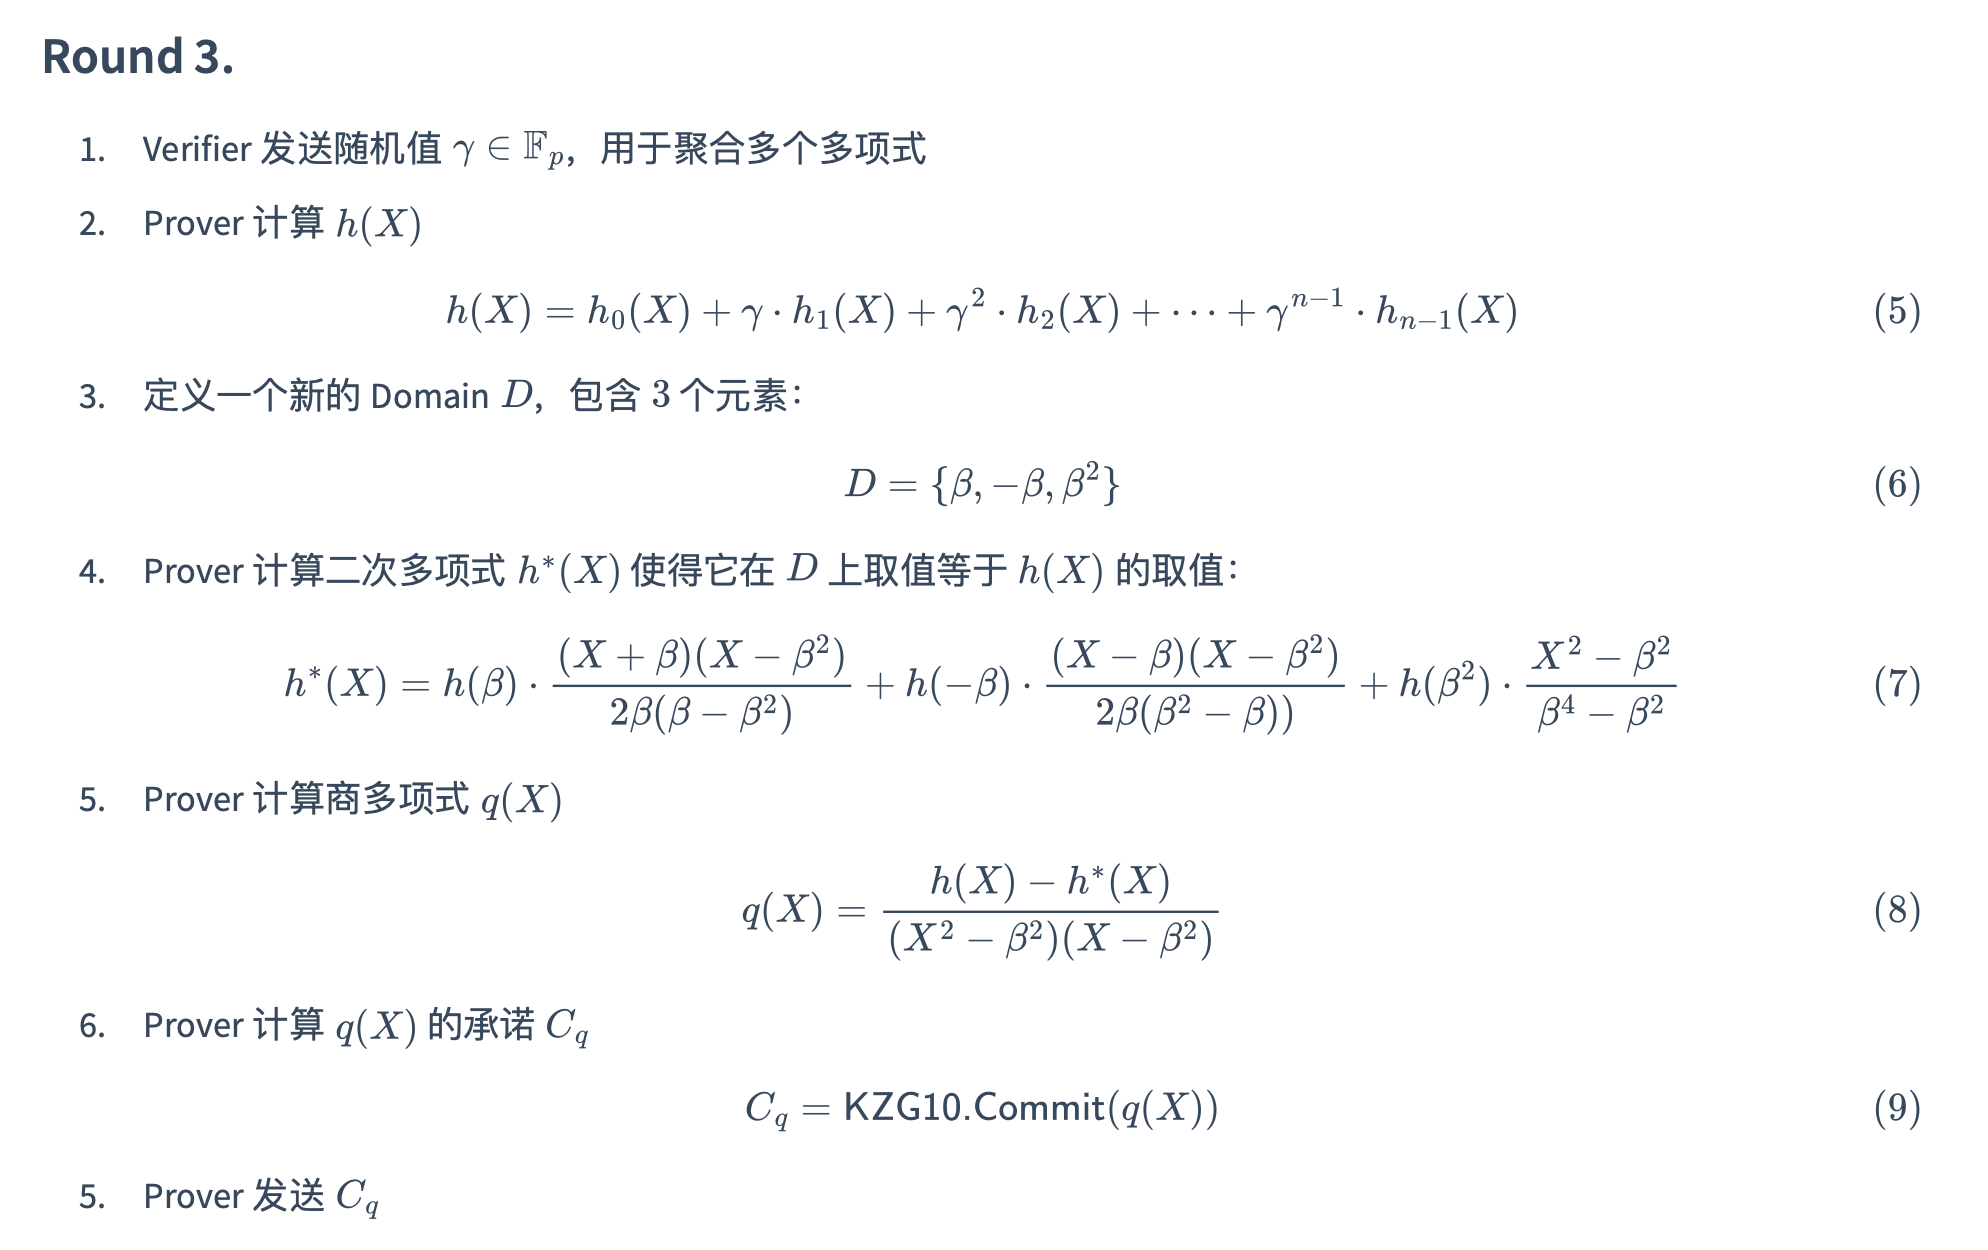 Round 3.
1. Verifier 发送随机值 $\gamma \in \mathbb{F}_p$，用于聚合多个多项式
2. Prover 计算 $h(X)$
$h(X) = h_0(X) + \gamma \cdot h_1(X) + \gamma^2 \cdot h_2(X) + \cdots + \gamma^{n-1} \cdot h_{n-1}(X)$ (5)
3. 定义一个新的 Domain $D$，包含 $3$ 个元素：
$D = \{\beta, -\beta, \beta^2\}$ (6)
4. Prover 计算二次多项式 $h^*(X)$ 使得它在 $D$ 上取值等于 $h(X)$ 的取值：
$h^*(X) = h(\beta) \cdot \frac{(X + \beta)(X - \beta^2)}{2\beta(\beta - \beta^2)} + h(-\beta) \cdot \frac{(X - \beta)(X - \beta^2)}{2\beta(\beta^2 - \beta))} + h(\beta^2) \cdot \frac{X^2 - \beta^2}{\beta^4 - \beta^2}$ (7)
5. Prover 计算商多项式 $q(X)$
$q(X) = \frac{h(X) - h^*(X)}{(X^2 - \beta^2)(X - \beta^2)}$ (8)
6. Prover 计算 $q(X)$ 的承诺 $C_q$
$C_q = \mathsf{KZG10.Commit}(q(X))$ (9)
5. Prover 发送 $C_q$